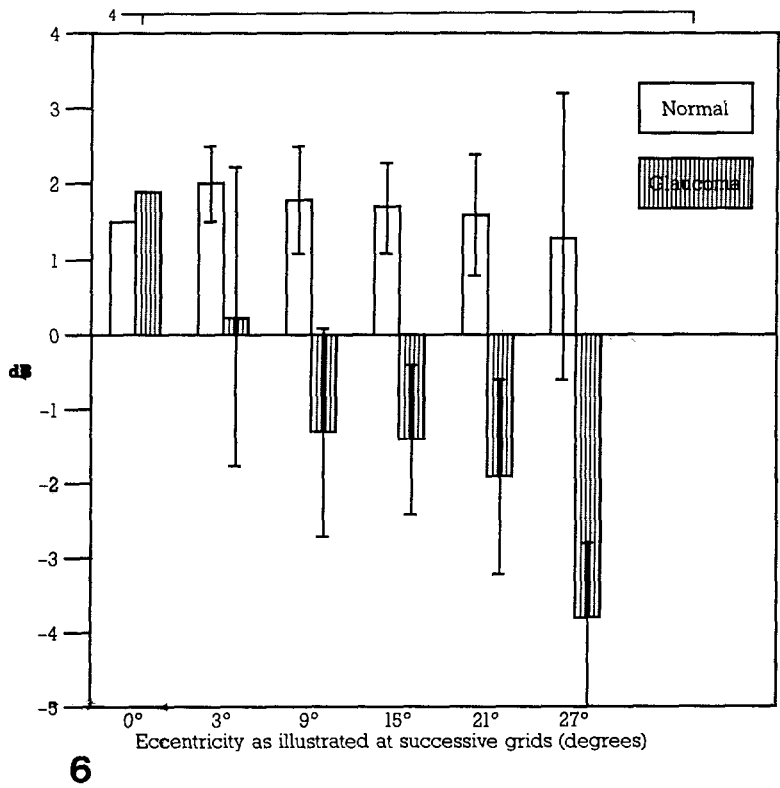 4
4
3
2
1
0
-1
-2
-3
-4
-5
dB
Normal
Glaucoma
0° 3° 9° 15° 21° 27°
Eccentricity as illustrated at successive grids (degrees)
6